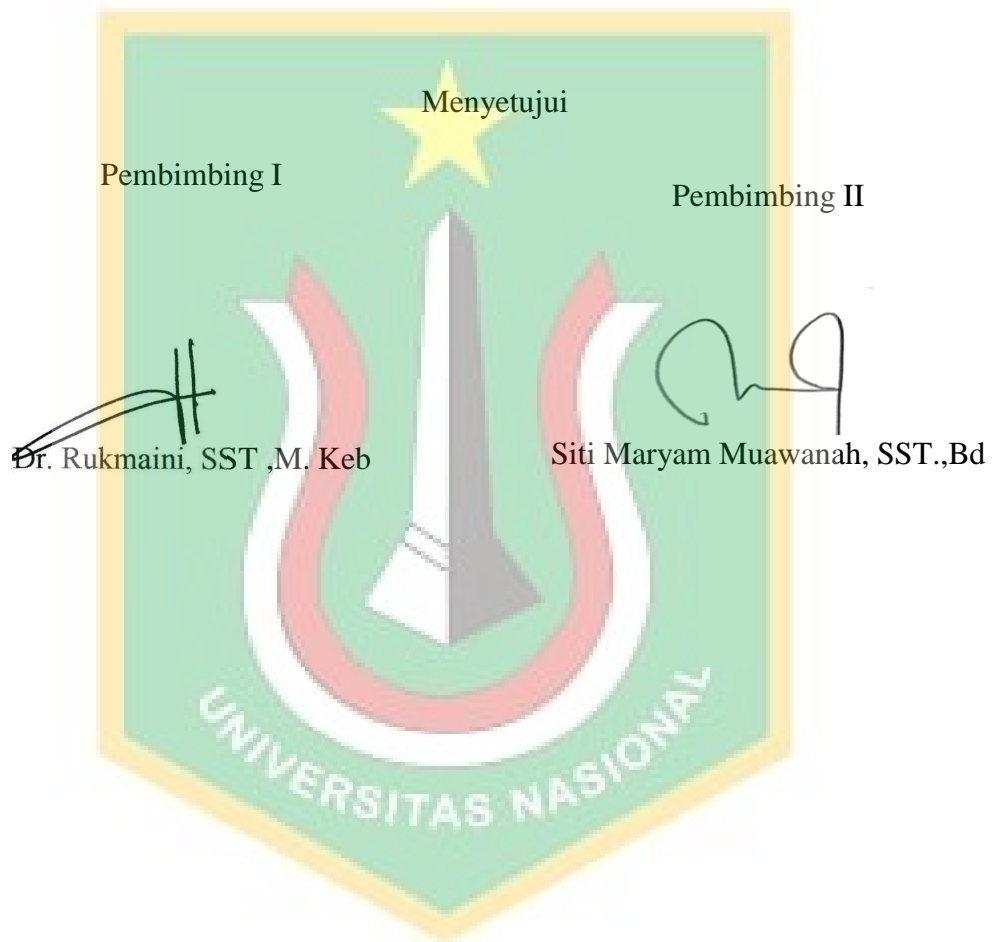 Menyetujui
Pembimbing I
Pembimbing II
Dr. Rukmaini, SST ,M. Keb
Siti Maryam Muawanah, SST.,Bd
UNIVERSITAS NASIONAL